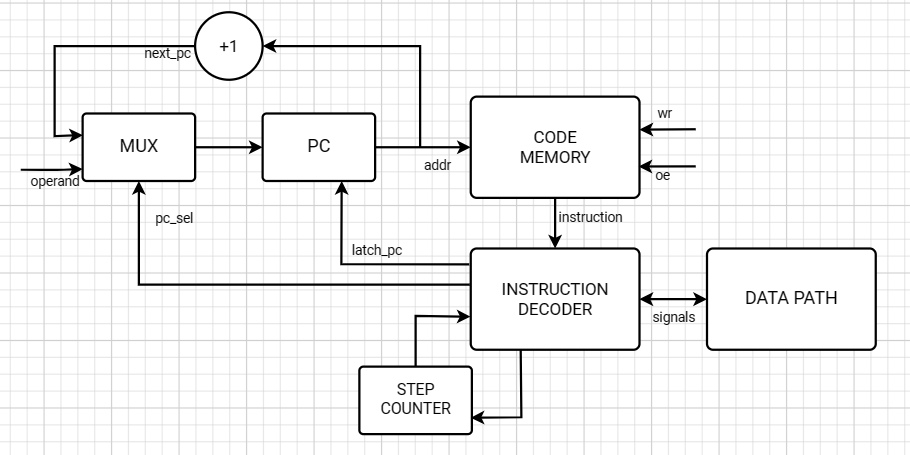 +1
next_pc
MUX
PC
CODE
MEMORY
wr
oe
operand
addr
pc_sel
instruction
latch_pc
INSTRUCTION
DECODER
DATA PATH
signals
STEP
COUNTER